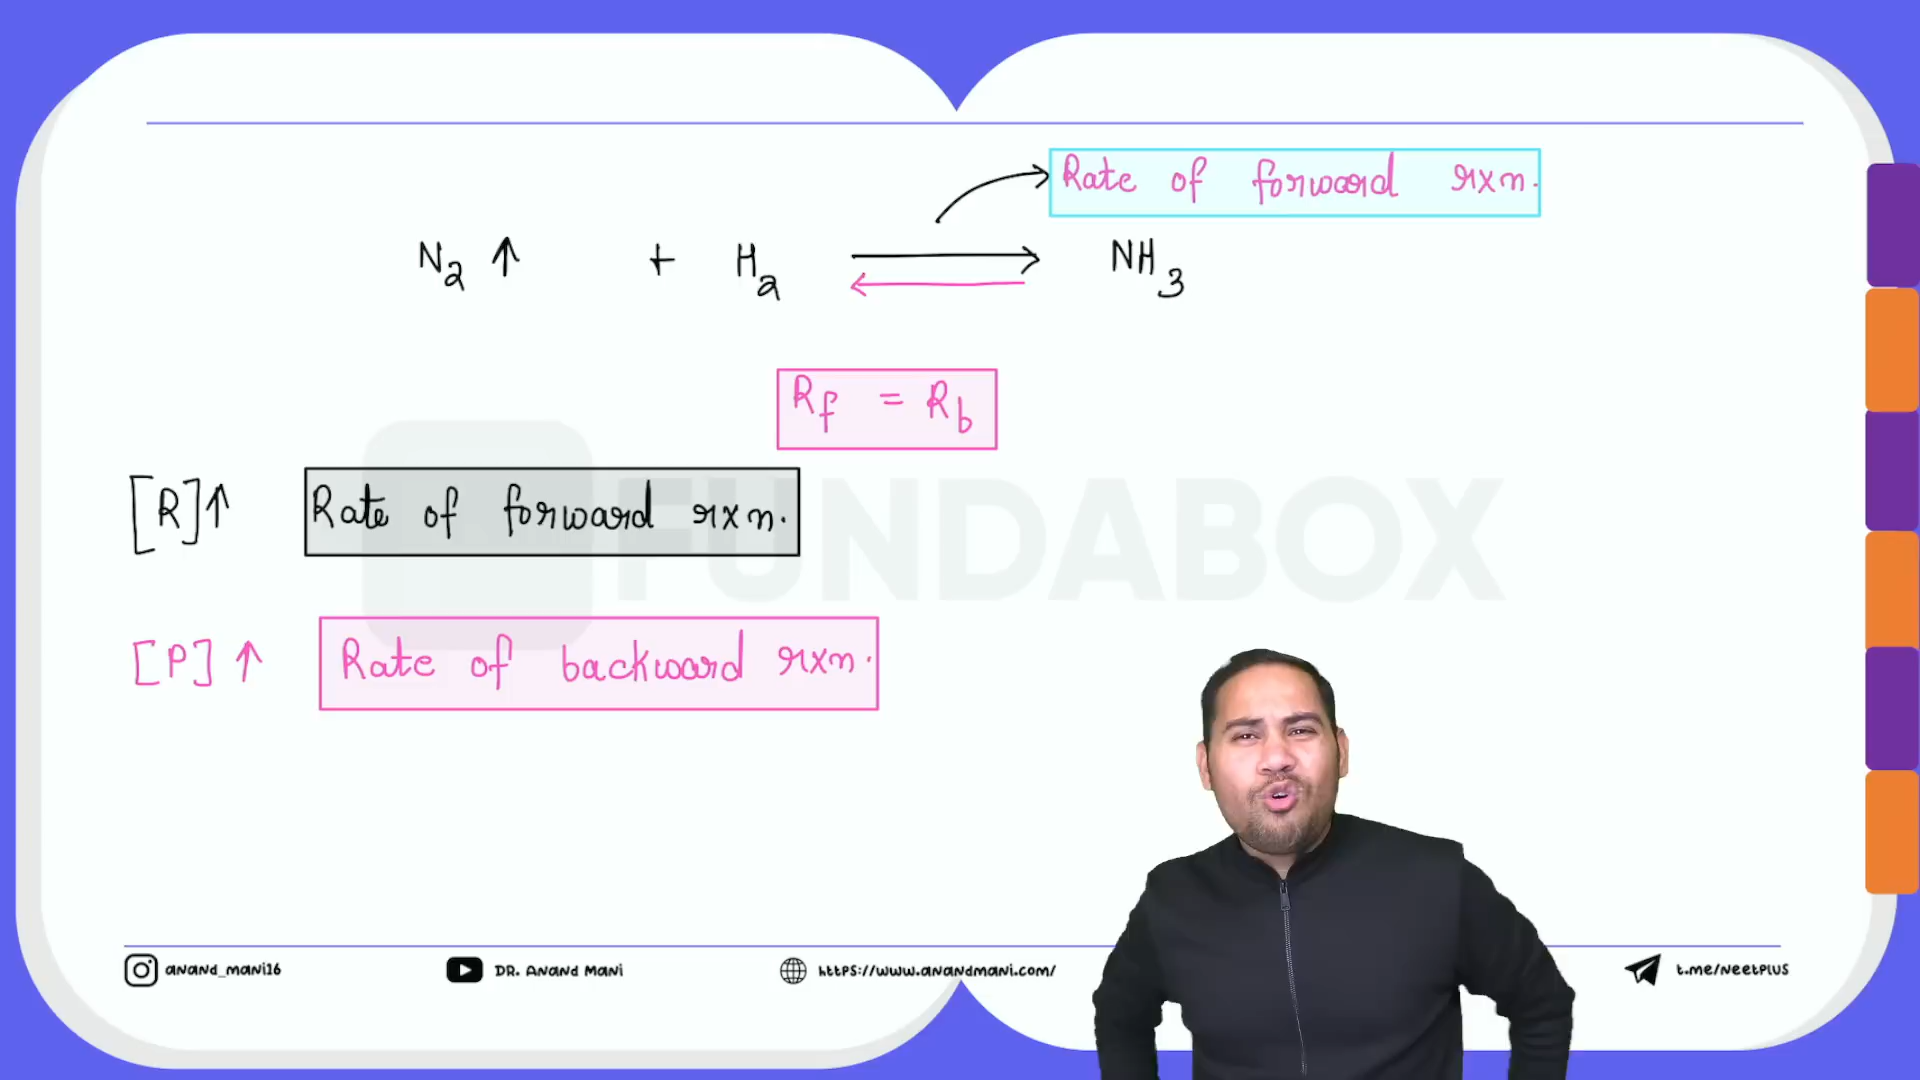 Rate of forward rxn.
N2 ↑ + H2 ⇌ NH3
Rf = Rb
[R]↑ Rate of forward rxn.
[P] ↑ Rate of backward rxn.
FUNDABOX
anand_mani26
DR. Anand Mani
https://www.anandmani.com/
t.me/neetplus